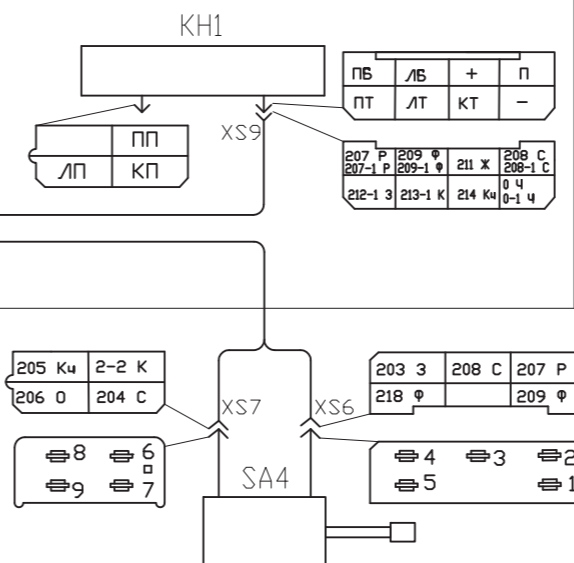 КН1
ПБ ЛБ + П
ПТ ЛТ КТ −
ПП
ЛП КП
XS9
207 Р 209 Ф 211 Ж 208 С
207-1 Р 209-1 Ф 208-1 С
212-1 З 213-1 К 214 Кч 0 Ч
0-1 Ч
205 Кч 2-2 К
206 О 204 С
203 З 208 С 207 Р
218 Ф 209 Ф
XS7 XS6
8 6
9 7
4 3 2
5 1
SA4